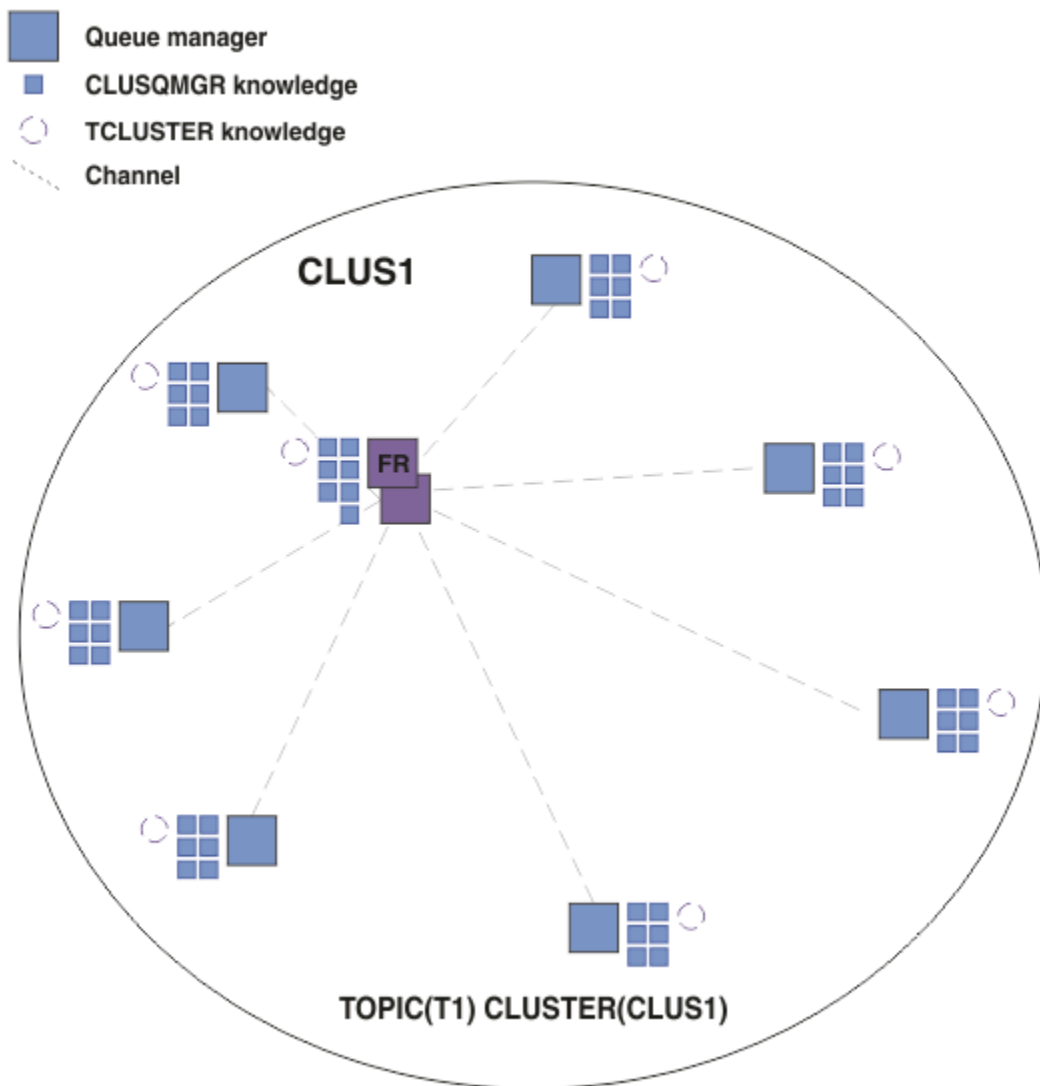 Queue manager
CLUSQMGR knowledge
TCLUSTER knowledge
Channel
CLUS1
FR
TOPIC(T1) CLUSTER(CLUS1)